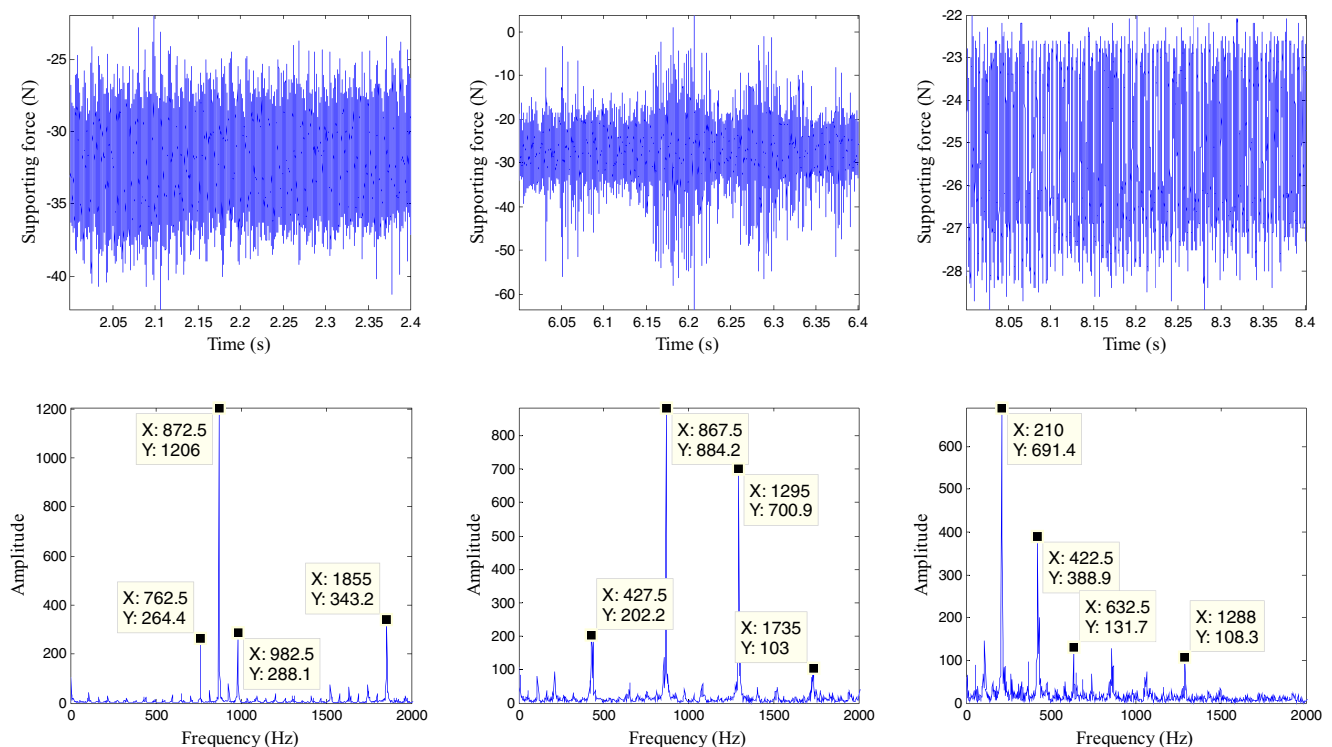 -25
-30
-35
-40
Supporting force (N)
2.05 2.1 2.15 2.2 2.25 2.3 2.35 2.4
Time (s)
0
-10
-20
-30
-40
-50
-60
Supporting force (N)
6.05 6.1 6.15 6.2 6.25 6.3 6.35 6.4
Time (s)
-22
-23
-24
-25
-26
-27
-28
Supporting force (N)
8.05 8.1 8.15 8.2 8.25 8.3 8.35 8.4
Time (s)
1200
1000
800
600
400
200
0
Amplitude
X: 872.5
Y: 1206
X: 762.5
Y: 264.4
X: 982.5
Y: 288.1
X: 1855
Y: 343.2
0 500 1000 1500 2000
Frequency (Hz)
800
700
600
500
400
300
200
100
0
Amplitude
X: 867.5
Y: 884.2
X: 1295
Y: 700.9
X: 427.5
Y: 202.2
X: 1735
Y: 103
0 500 1000 1500 2000
Frequency (Hz)
600
500
400
300
200
100
0
Amplitude
X: 210
Y: 691.4
X: 422.5
Y: 388.9
X: 632.5
Y: 131.7
X: 1288
Y: 108.3
0 500 1000 1500 2000
Frequency (Hz)